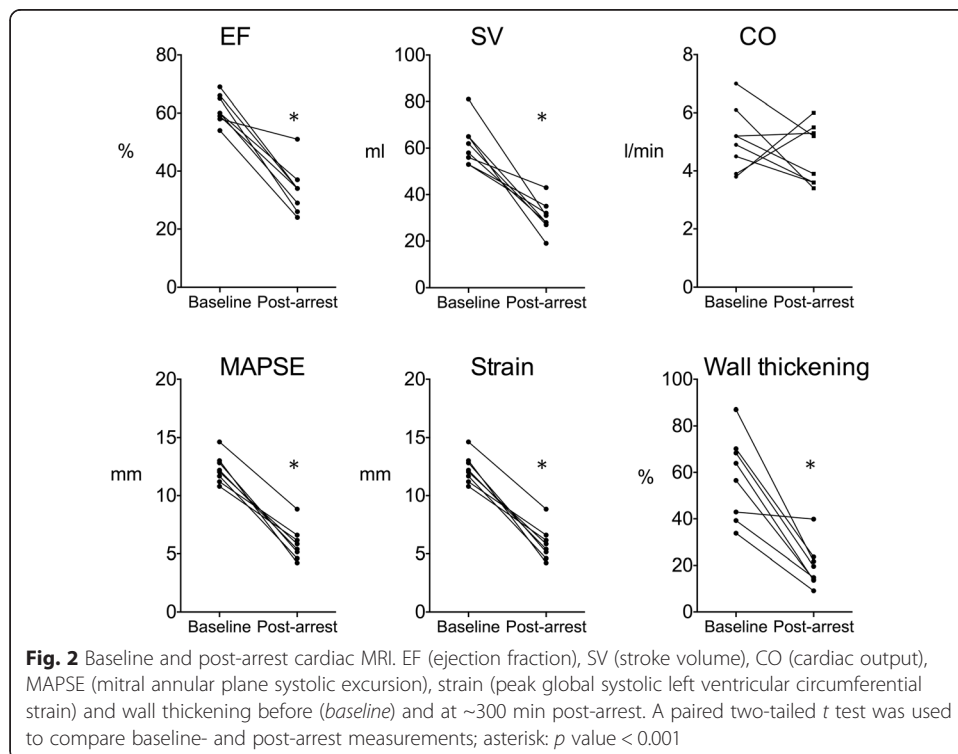 EF
SV
CO
80
60
40
20
0
%
*
Baseline Post-arrest
100
80
60
40
20
0
ml
*
Baseline Post-arrest
8
6
4
2
0
l/min
Baseline Post-arrest
MAPSE
Strain
Wall thickening
20
15
10
5
0
mm
*
Baseline Post-arrest
20
15
10
5
0
mm
*
Baseline Post-arrest
100
80
60
40
20
0
%
*
Baseline Post-arrest
Fig. 2 Baseline and post-arrest cardiac MRI. EF (ejection fraction), SV (stroke volume), CO (cardiac output),
MAPSE (mitral annular plane systolic excursion), strain (peak global systolic left ventricular circumferential
strain) and wall thickening before (baseline) and at ~300 min post-arrest. A paired two-tailed t test was used
to compare baseline- and post-arrest measurements; asterisk: p value < 0.001